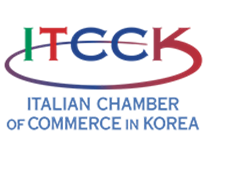 ITCCK
ITALIAN CHAMBER
OF COMMERCE IN KOREA